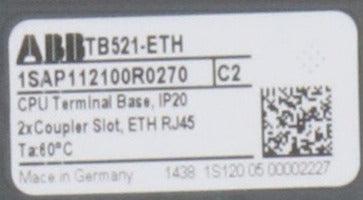 ABB TB521-ETH
1SAP112100R0270 C2
CPU Terminal Base, IP20
2xCoupler Slot, ETH RJ45
Ta:60°C
Made in Germany 1438 1S120 05 00002227